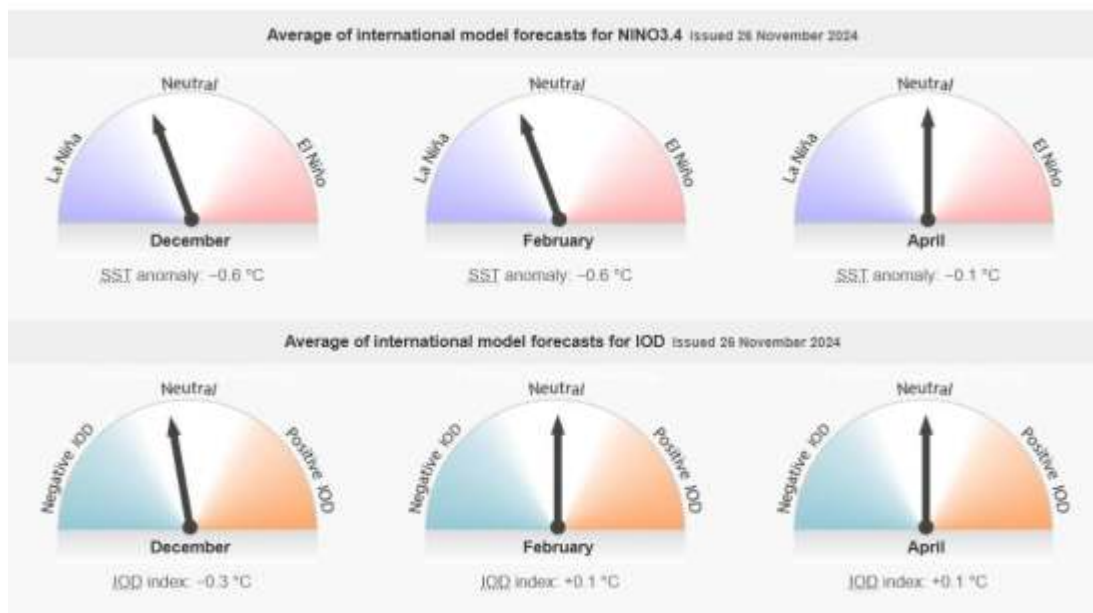 Average of international model forecasts for NINO3.4 Issued 26 November 2024
Neutral
Neutral
Neutral
La Niña
El Niño
La Niña
El Niño
La Niña
El Niño
December
February
April
SST anomaly: −0.6 °C
SST anomaly: −0.6 °C
SST anomaly: −0.1 °C
Average of international model forecasts for IOD Issued 26 November 2024
Neutral
Neutral
Neutral
Negative IOD
Positive IOD
Negative IOD
Positive IOD
Negative IOD
Positive IOD
December
February
April
IOD index: −0.3 °C
IOD index: +0.1 °C
IOD index: +0.1 °C